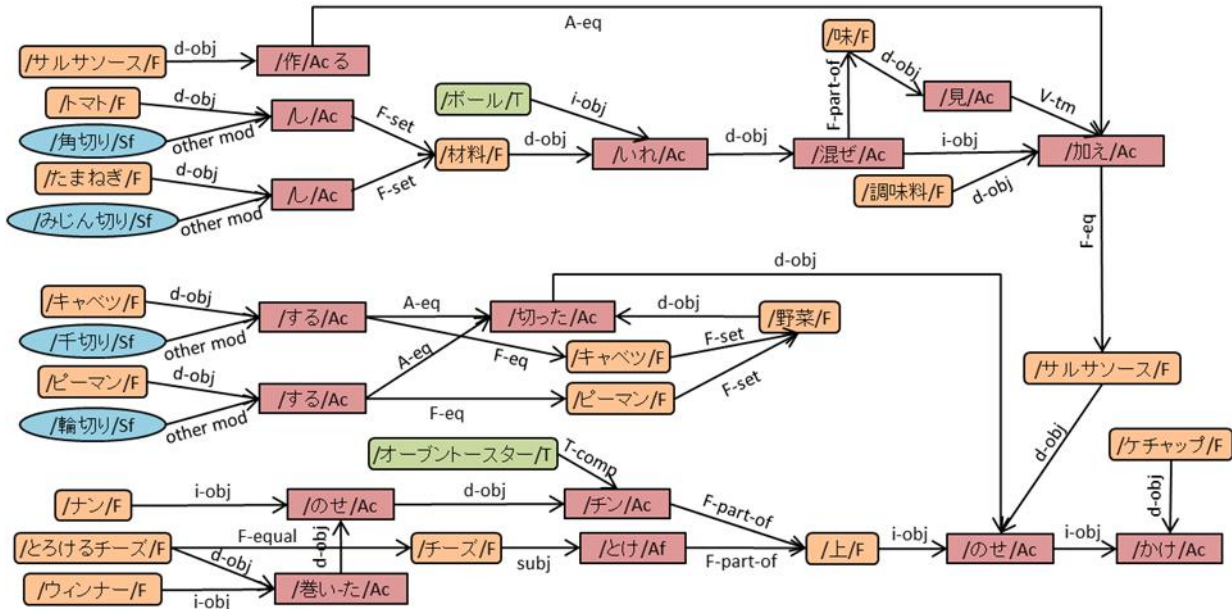 A-eq
/サルサソース/F
d-obj
/作/Acる
/トマト/F
d-obj
/角切り/Sf
other mod
/し/Ac
F-set
/たまねぎ/F
d-obj
/みじん切り/Sf
other mod
/し/Ac
F-set
/材料/F
d-obj
/ボール/T
i-obj
/いれ/Ac
d-obj
/混ぜ/Ac
F-part-of
/味/F
d-obj
/見/Ac
V-tm
i-obj
/調味料/F
d-obj
/加え/Ac
F-eq
/キャベツ/F
d-obj
/千切り/Sf
other mod
/する/Ac
A-eq
F-eq
/ピーマン/F
d-obj
/輪切り/Sf
other mod
/する/Ac
A-eq
F-eq
/切った/Ac
d-obj
d-obj
/野菜/F
/キャベツ/F
F-set
/ピーマン/F
F-set
/サルサソース/F
d-obj
/オーブントースター/T
T-comp
/ナン/F
i-obj
/のせ/Ac
d-obj
/チン/Ac
F-part-of
/とろけるチーズ/F
F-equal
d-obj
d-obj
/チーズ/F
subj
/とけ/Af
F-part-of
/ウィンナー/F
i-obj
/巻い-た/Ac
/上/F
i-obj
/のせ/Ac
i-obj
/ケチャップ/F
d-obj
/かけ/Ac